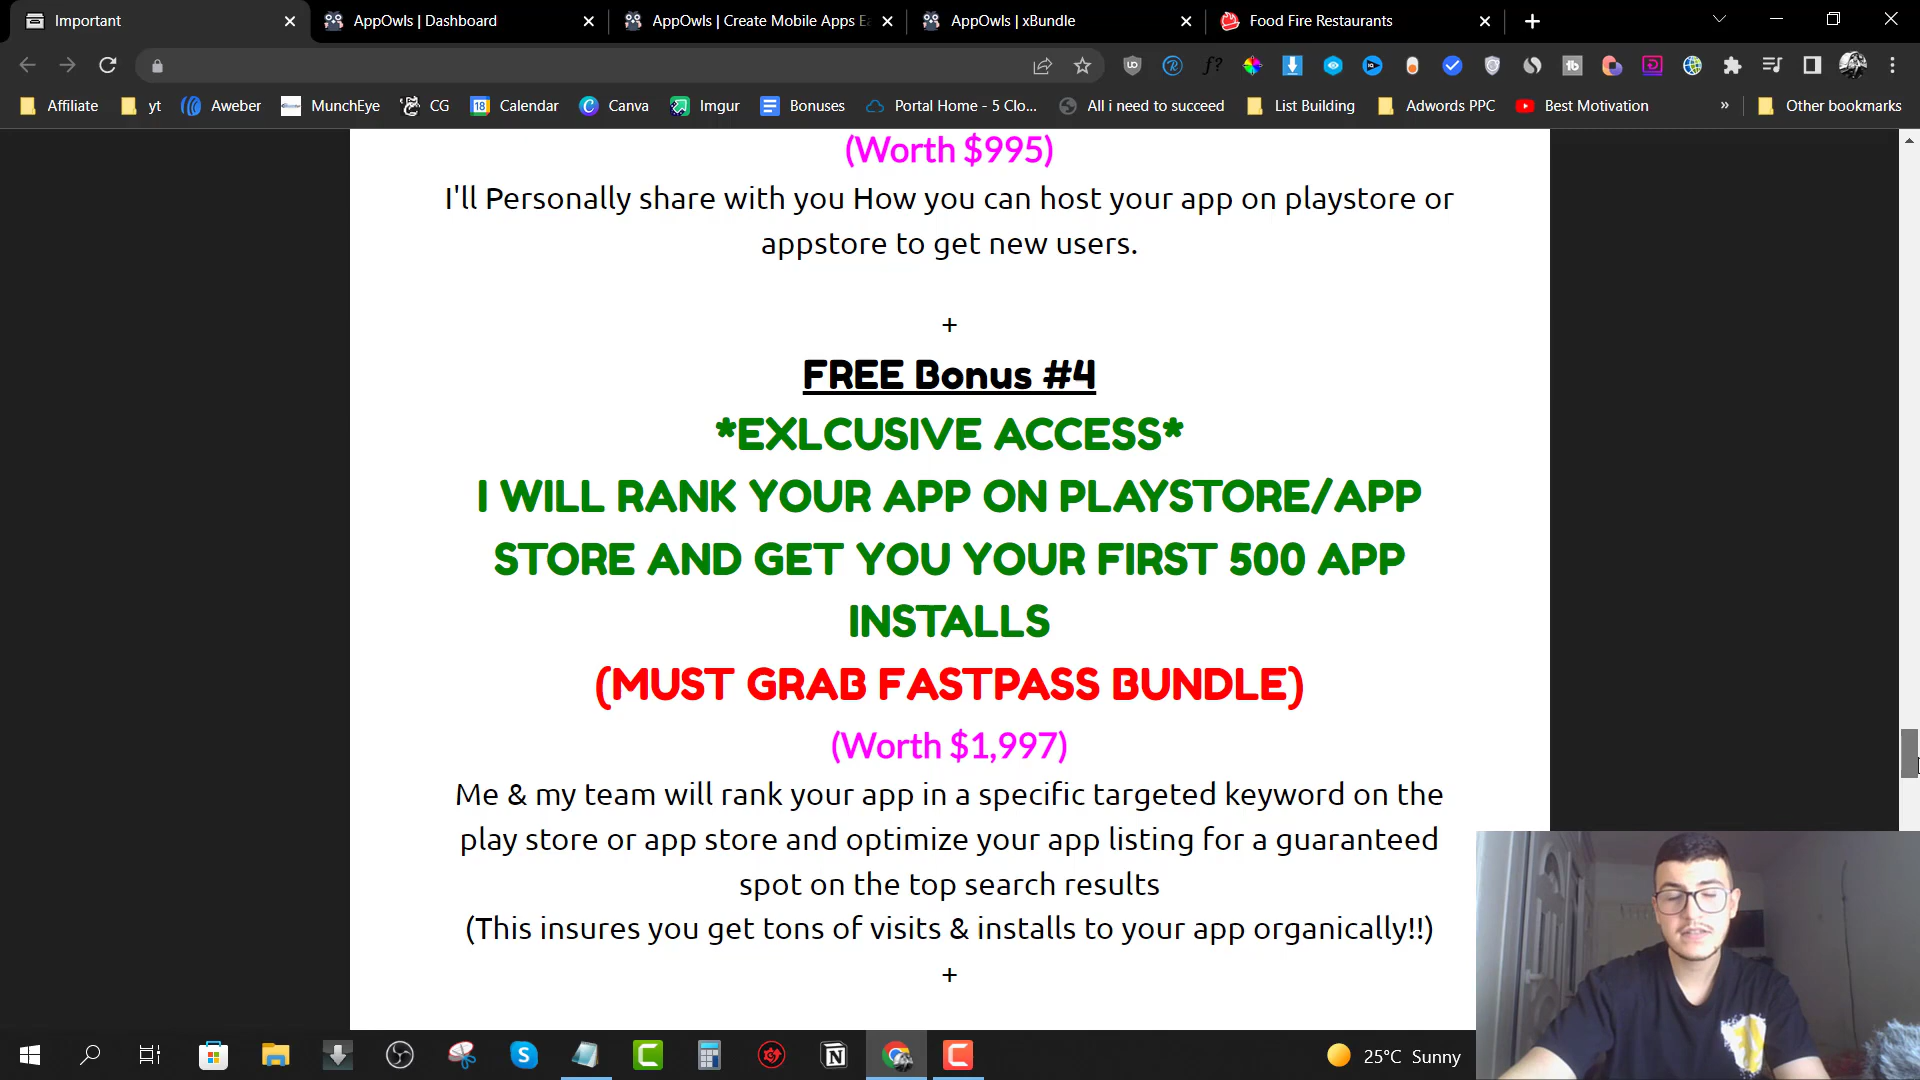 Important
AppOwls | Dashboard
AppOwls | Create Mobile Apps Ea
AppOwls | xBundle
Food Fire Restaurants
Affiliate
yt
Aweber
MunchEye
CG
Calendar
Canva
Imgur
Bonuses
Portal Home - 5 Clo...
All i need to succeed
List Building
Adwords PPC
Best Motivation
»
Other bookmarks
(Worth $995)
I'll Personally share with you How you can host your app on playstore or
appstore to get new users.
+
FREE Bonus #4
*EXLCUSIVE ACCESS*
I WILL RANK YOUR APP ON PLAYSTORE/APP
STORE AND GET YOU YOUR FIRST 500 APP
INSTALLS
(MUST GRAB FASTPASS BUNDLE)
(Worth $1,997)
Me & my team will rank your app in a specific targeted keyword on the
play store or app store and optimize your app listing for a guaranteed
spot on the top search results
(This insures you get tons of visits & installs to your app organically!!)
+
25°C Sunny